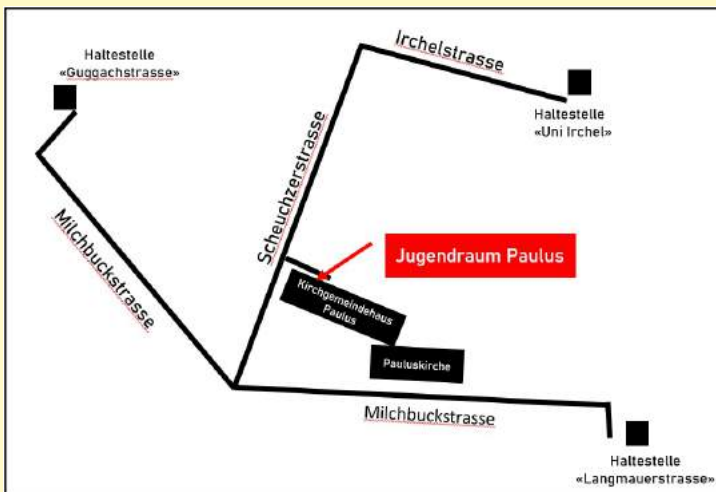 Irchelstrasse
Haltestelle
«Guggachstrasse»
Haltestelle
«Uni Irchel»
Scheuchzerstrasse
Milchbuckstrasse
Jugendraum Paulus
Kirchgemeindehaus
Paulus
Pauluskirche
Milchbuckstrasse
Haltestelle
«Langmauerstrasse»